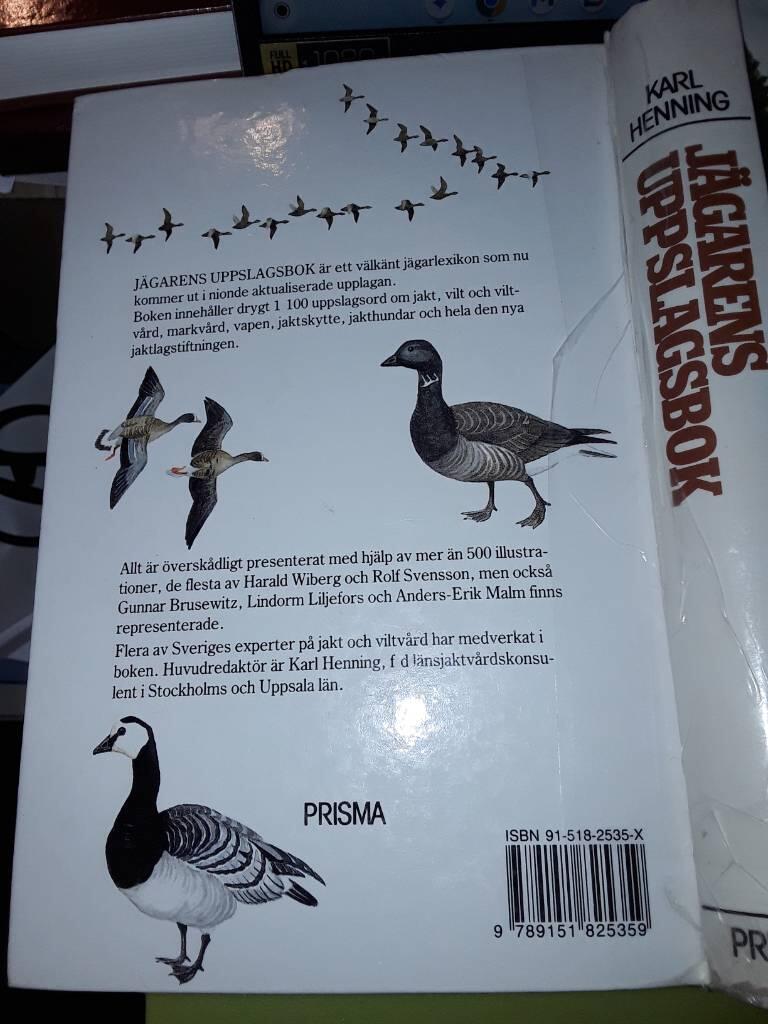 FULL
HD
1080
KARL
HENNING
JÄGARENS
UPPSLAGSBOK
JÄGARENS UPPSLAGSBOK är ett välkänt jägarlexikon som nu
kommer ut i nionde aktualiserade upplagan.
Boken innehåller drygt 1 100 uppslagsord om jakt, vilt och vilt-
vård, markvård, vapen, jaktskytte, jakthundar och hela den nya
jaktlagstiftningen.
Allt är överskådligt presenterat med hjälp av mer än 500 illustra-
tioner, de flesta av Harald Wiberg och Rolf Svensson, men också
Gunnar Brusewitz, Lindorm Liljefors och Anders-Erik Malm finns
representerade.
Flera av Sveriges experter på jakt och viltvård har medverkat i
boken. Huvudredaktör är Karl Henning, f d länsjaktvårdskonsu-
lent i Stockholms och Uppsala län.
PRISMA
ISBN 91-518-2535-X
9 789151 825359
PR